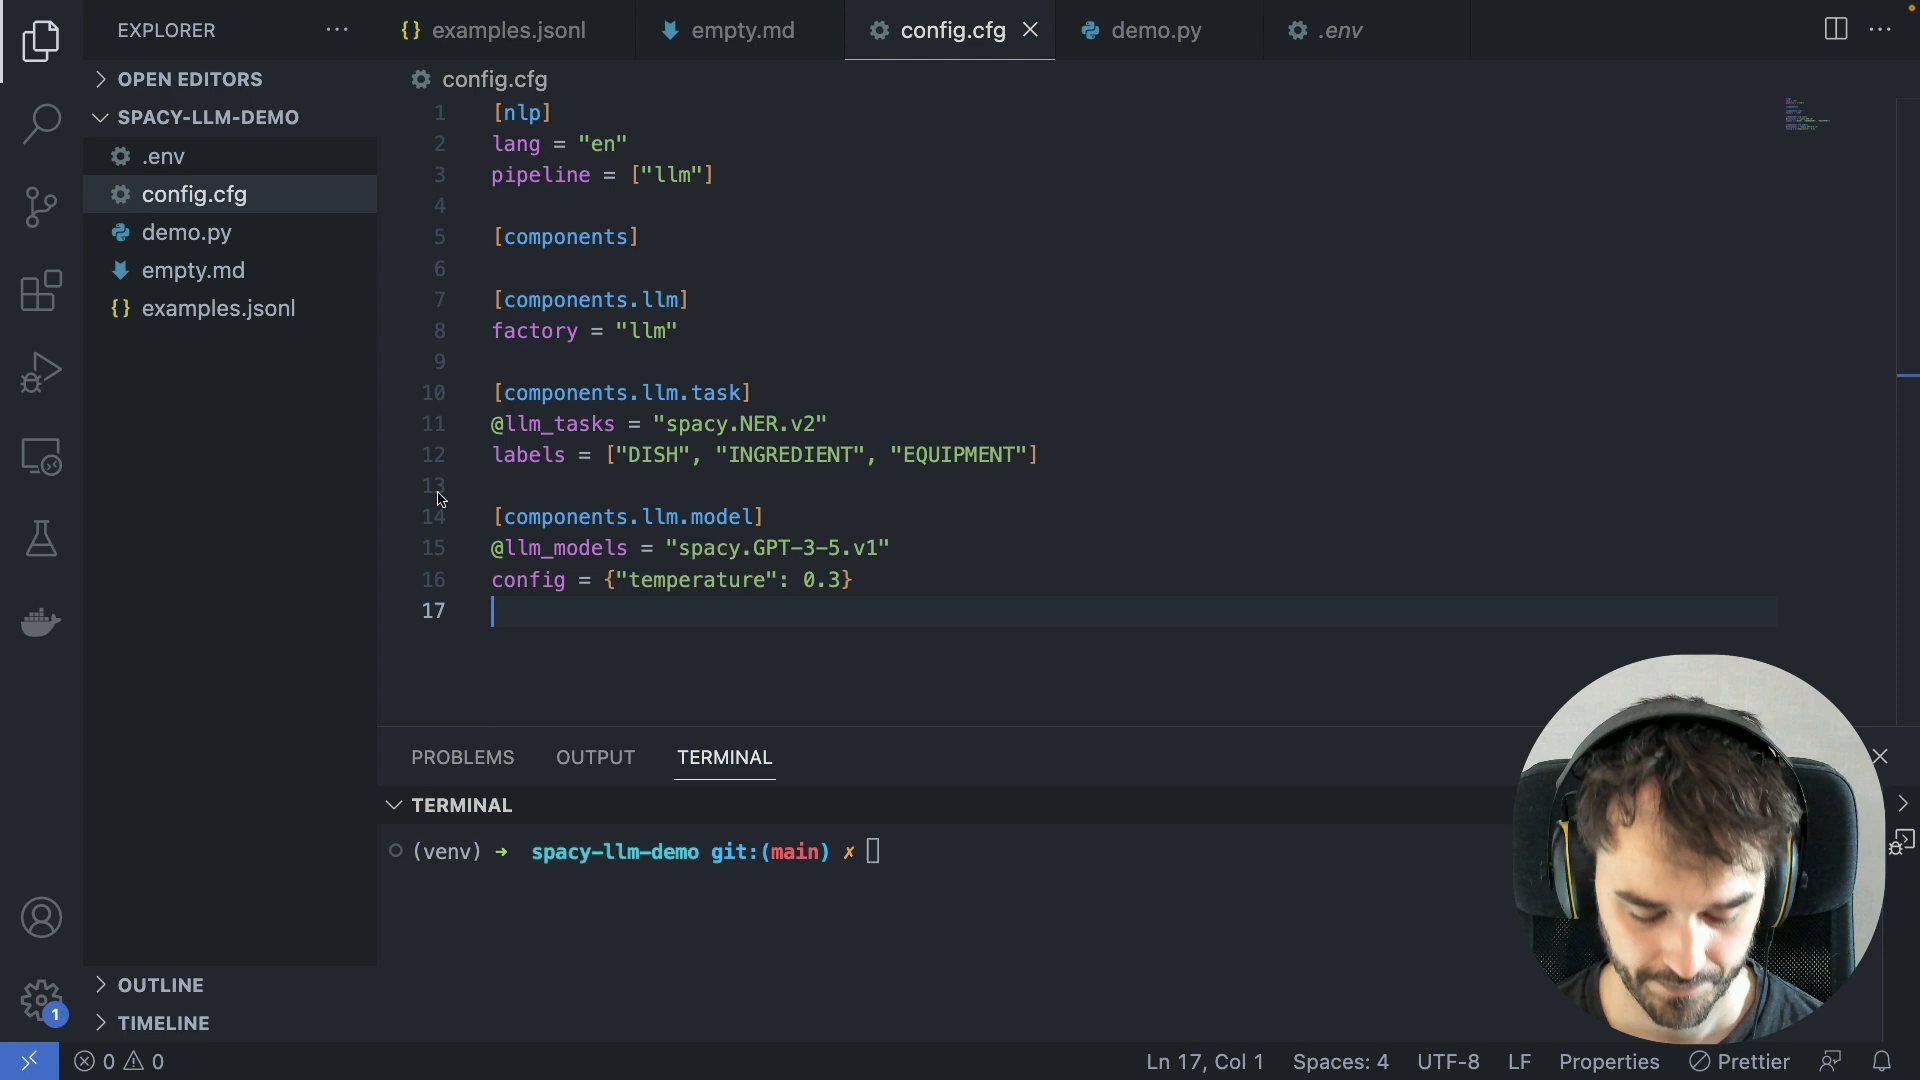 EXPLORER
examples.jsonl
empty.md
config.cfg
demo.py
.env
OPEN EDITORS
SPACY-LLM-DEMO
.env
config.cfg
demo.py
empty.md
examples.jsonl
OUTLINE
TIMELINE
1
config.cfg
1 [nlp]
2 lang = "en"
3 pipeline = ["llm"]
4
5 [components]
6
7 [components.llm]
8 factory = "llm"
9
10 [components.llm.task]
11 @llm_tasks = "spacy.NER.v2"
12 labels = ["DISH", "INGREDIENT", "EQUIPMENT"]
13
14 [components.llm.model]
15 @llm_models = "spacy.GPT-3-5.v1"
16 config = {"temperature": 0.3}
17
PROBLEMS OUTPUT TERMINAL
TERMINAL
(venv) ➜ spacy-llm-demo git:(main) ✗
0 0 Ln 17, Col 1 Spaces: 4 UTF-8 LF Properties Prettier